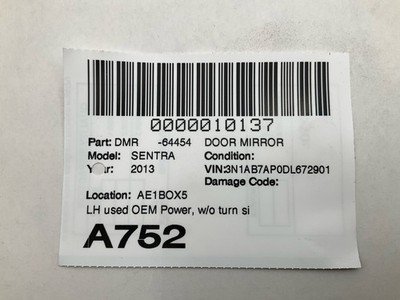 0000010137
Part: DMR -64454 DOOR MIRROR
Model: SENTRA Condition:
Year: 2013 VIN:3N1AB7AP0DL672901
Damage Code:
Location: AE1BOX5
LH used OEM Power, w/o turn si
A752